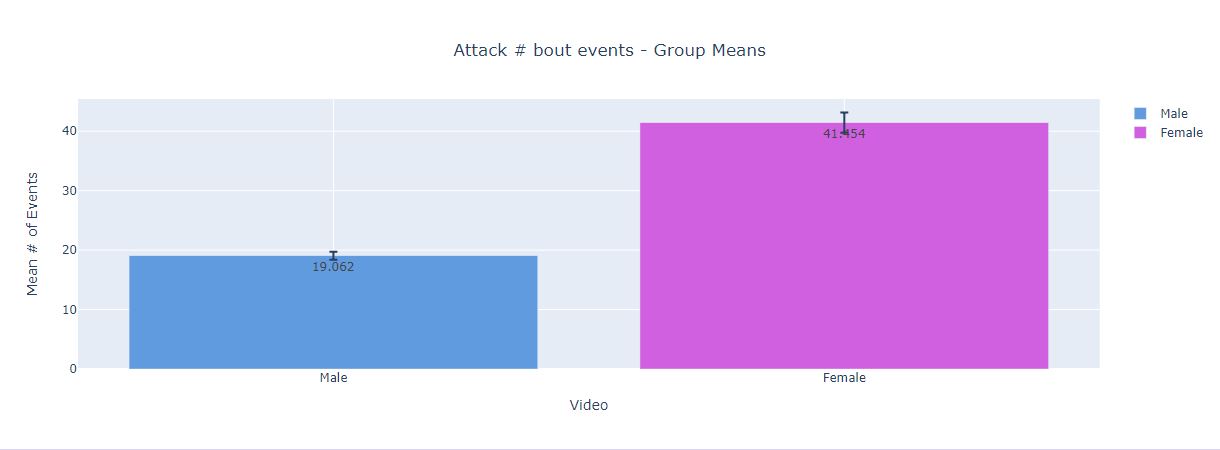 Attack # bout events - Group Means
Male
Female
Mean # of Events
40
30
20
10
0
19.062
41.454
Male
Female
Video